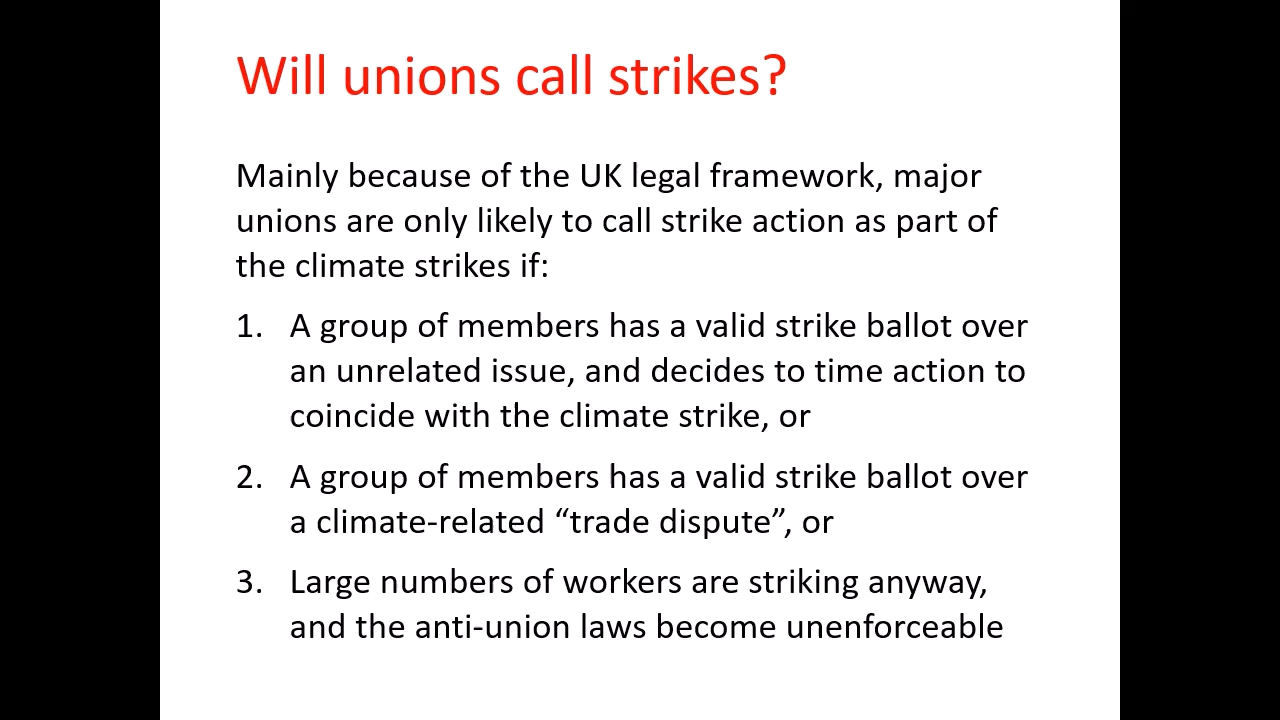 Will unions call strikes?
Mainly because of the UK legal framework, major
unions are only likely to call strike action as part of
the climate strikes if:
1. A group of members has a valid strike ballot over
an unrelated issue, and decides to time action to
coincide with the climate strike, or
2. A group of members has a valid strike ballot over
a climate-related “trade dispute”, or
3. Large numbers of workers are striking anyway,
and the anti-union laws become unenforceable